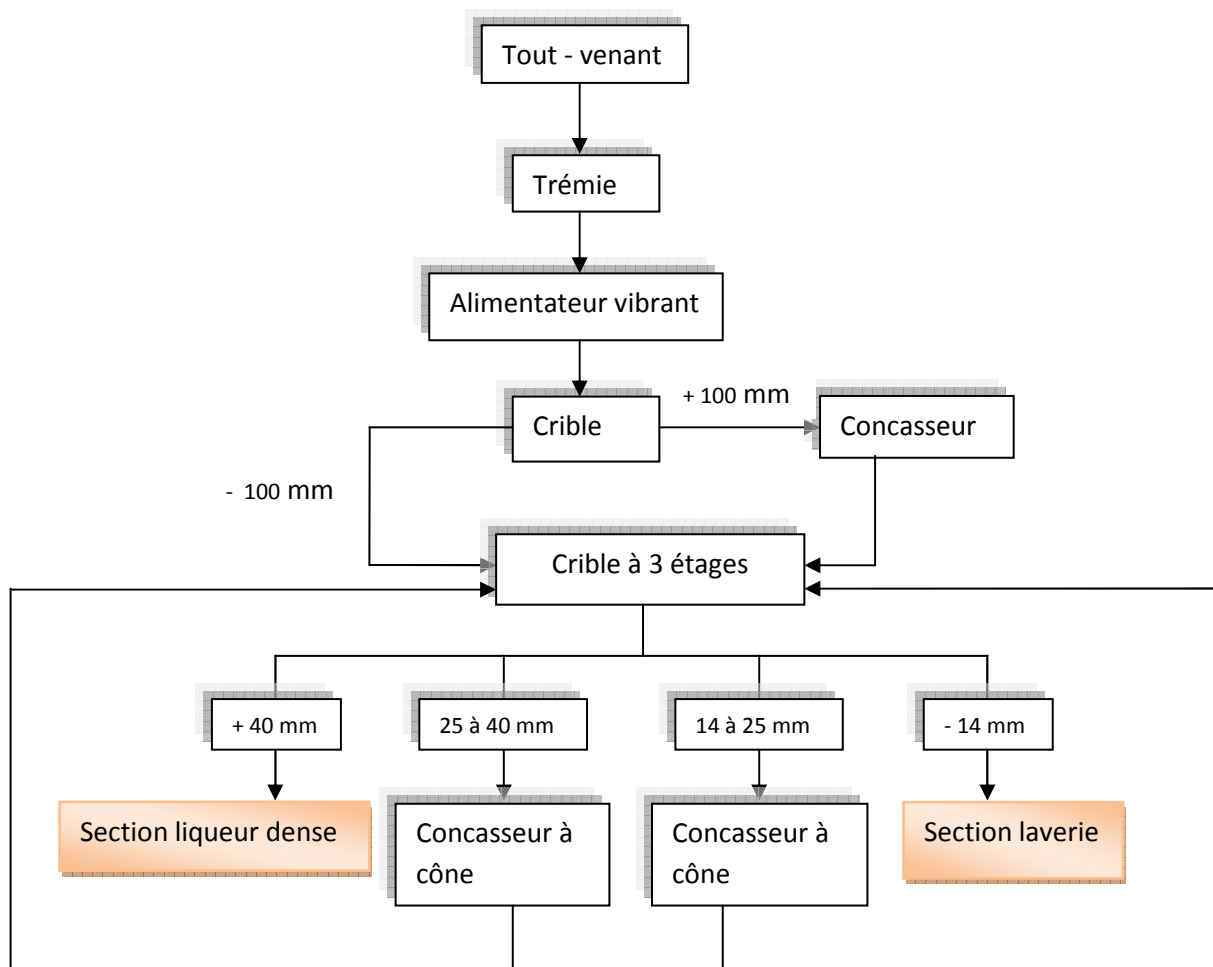 Tout - venant
Trémie
Alimentateur vibrant
Crible
+ 100 mm
Concasseur
- 100 mm
Crible à 3 étages
+ 40 mm
25 à 40 mm
14 à 25 mm
- 14 mm
Section liqueur dense
Concasseur à
cône
Concasseur à
cône
Section laverie